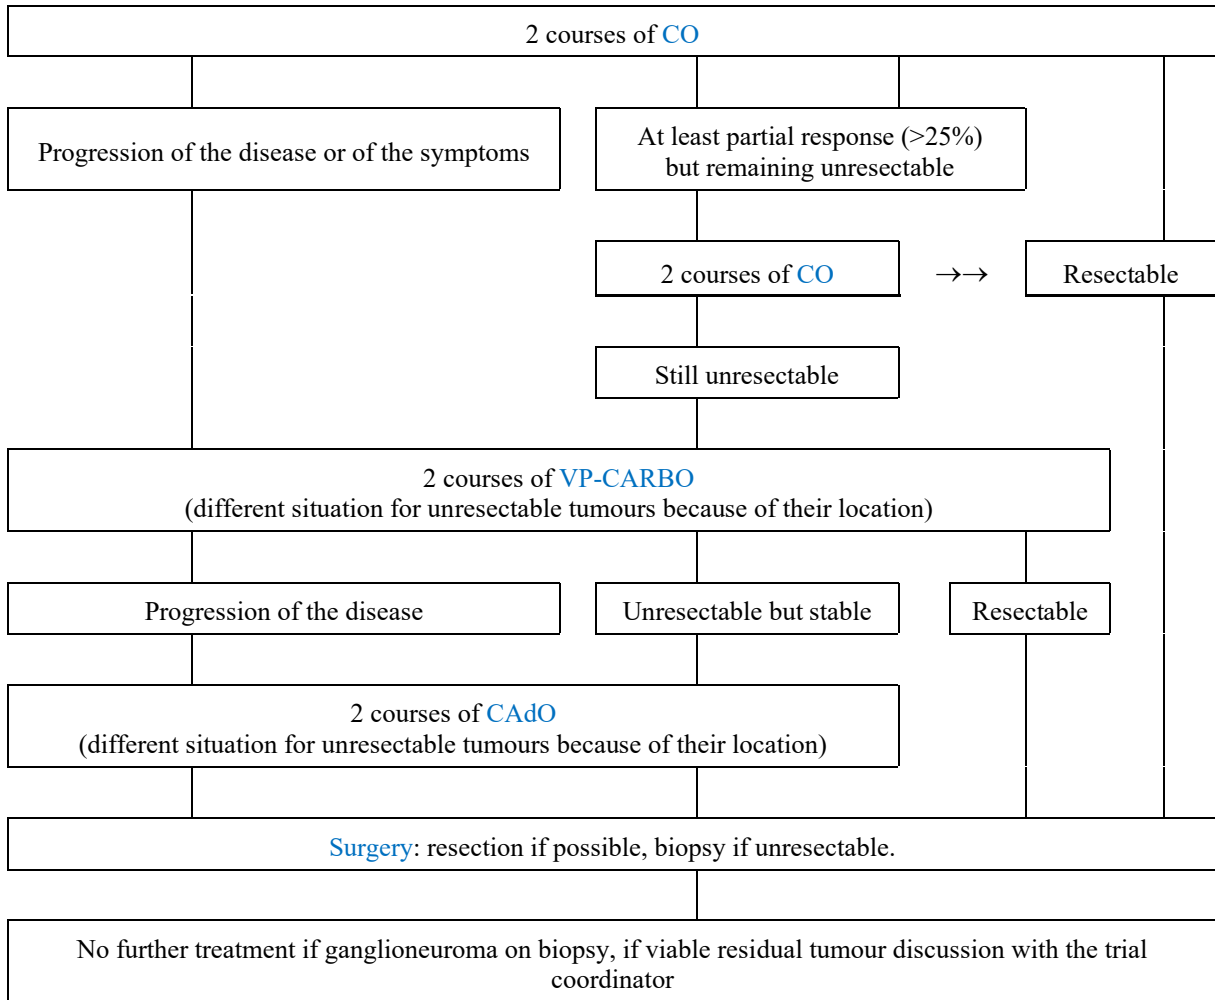 2 courses of CO
Progression of the disease or of the symptoms
At least partial response (>25%)
but remaining unresectable
2 courses of CO
→→
Resectable
Still unresectable
2 courses of VP-CARBO
(different situation for unresectable tumours because of their location)
Progression of the disease
Unresectable but stable
Resectable
2 courses of CAdO
(different situation for unresectable tumours because of their location)
Surgery: resection if possible, biopsy if unresectable.
No further treatment if ganglioneuroma on biopsy, if viable residual tumour discussion with the trial
coordinator